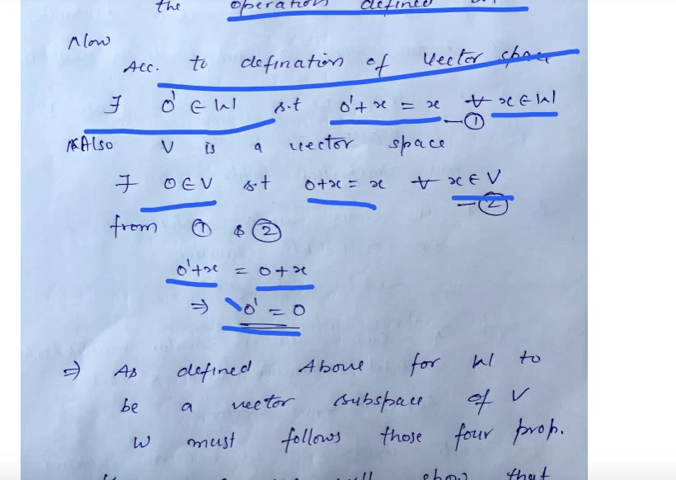 the operation defined
Now
Acc. to defination of vector space
∃ 0' ∈ W s.t 0'+x = x ∀ x ∈ W
— ①
Also V is a vector space
∃ 0 ∈ V s.t 0+x = x ∀ x ∈ V
— ②
from ① & ②
0'+x = 0+x
⇒ 0' = 0
⇒ As defined Above for W to
be a vector subspace of V
W must follows those four prop.
show that